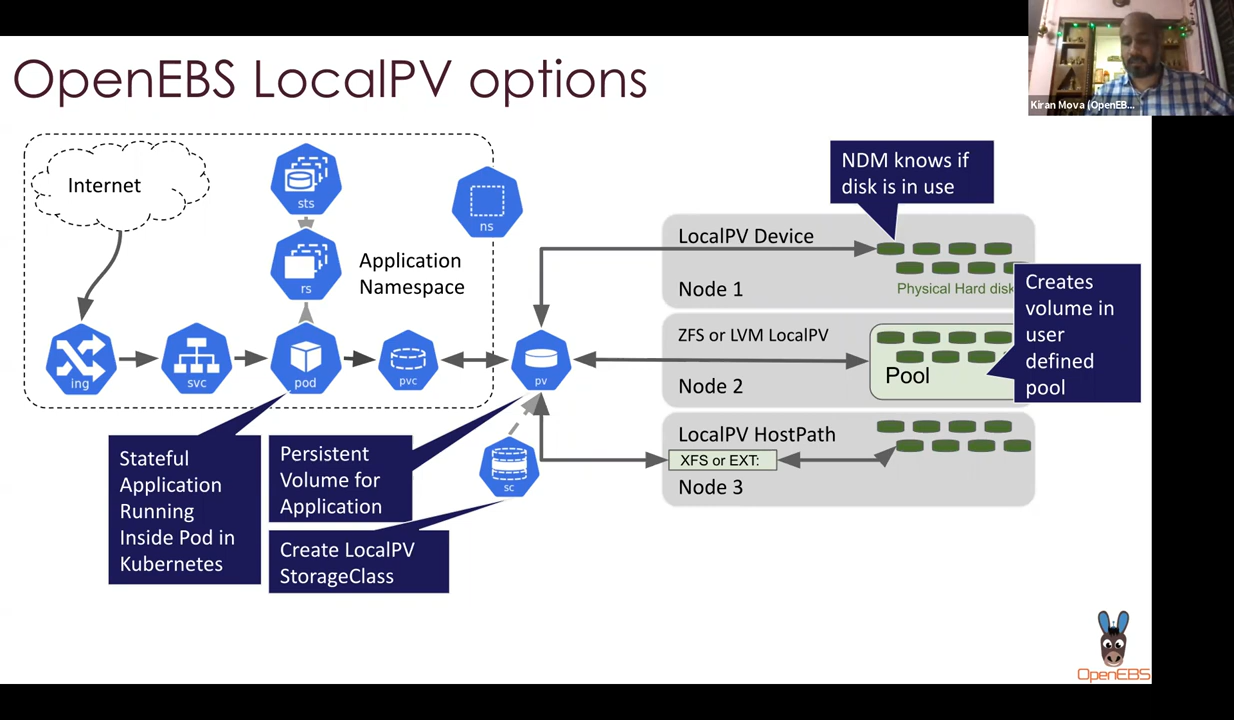 OpenEBS LocalPV options
Kiran Mova (OpenEB...
Internet
sts
ns
rs
Application
Namespace
ing
svc
pod
pvc
pv
sc
NDM knows if
disk is in use
LocalPV Device
Node 1
Physical Hard disk
ZFS or LVM LocalPV
Node 2
Pool
Creates
volume in
user
defined
pool
LocalPV HostPath
XFS or EXT:
Node 3
Stateful
Application
Running
Inside Pod in
Kubernetes
Persistent
Volume for
Application
Create LocalPV
StorageClass
OpenEBS